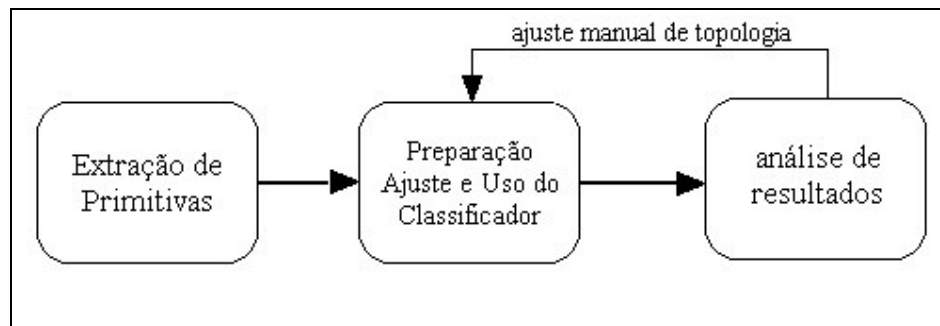 ajuste manual de topologia
Extração de
Primitivas
Preparação
Ajuste e Uso do
Classificador
análise de
resultados